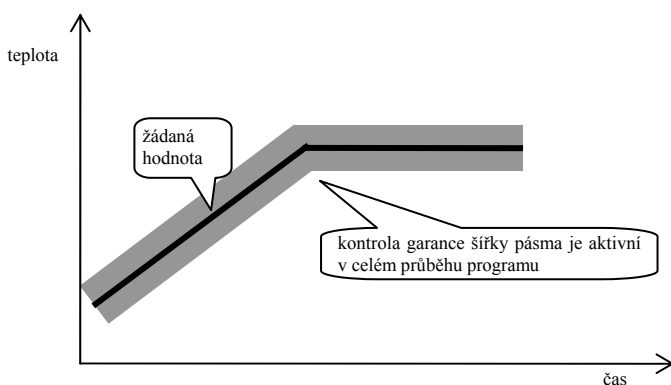 teplota
žádaná
hodnota
kontrola garance šířky pásma je aktivní
v celém průběhu programu
čas